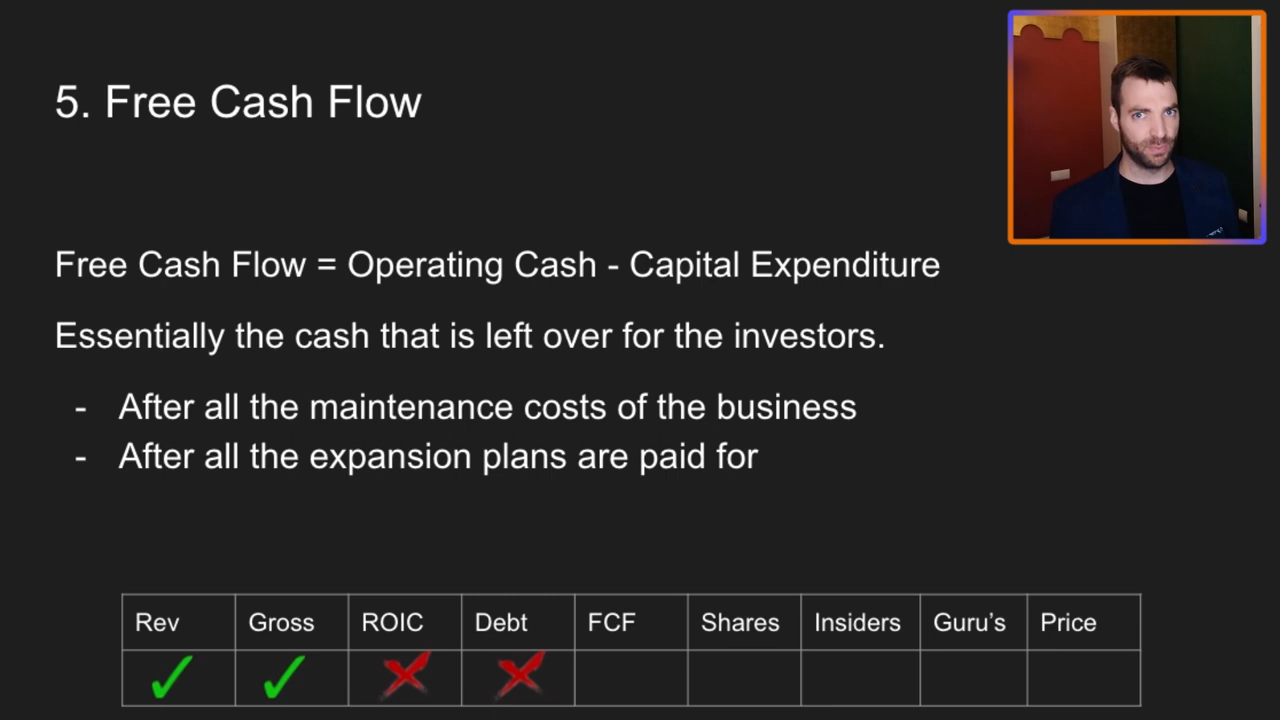 5. Free Cash Flow
Free Cash Flow = Operating Cash - Capital Expenditure
Essentially the cash that is left over for the investors.
- After all the maintenance costs of the business
- After all the expansion plans are paid for
Rev Gross ROIC Debt FCF Shares Insiders Guru’s Price